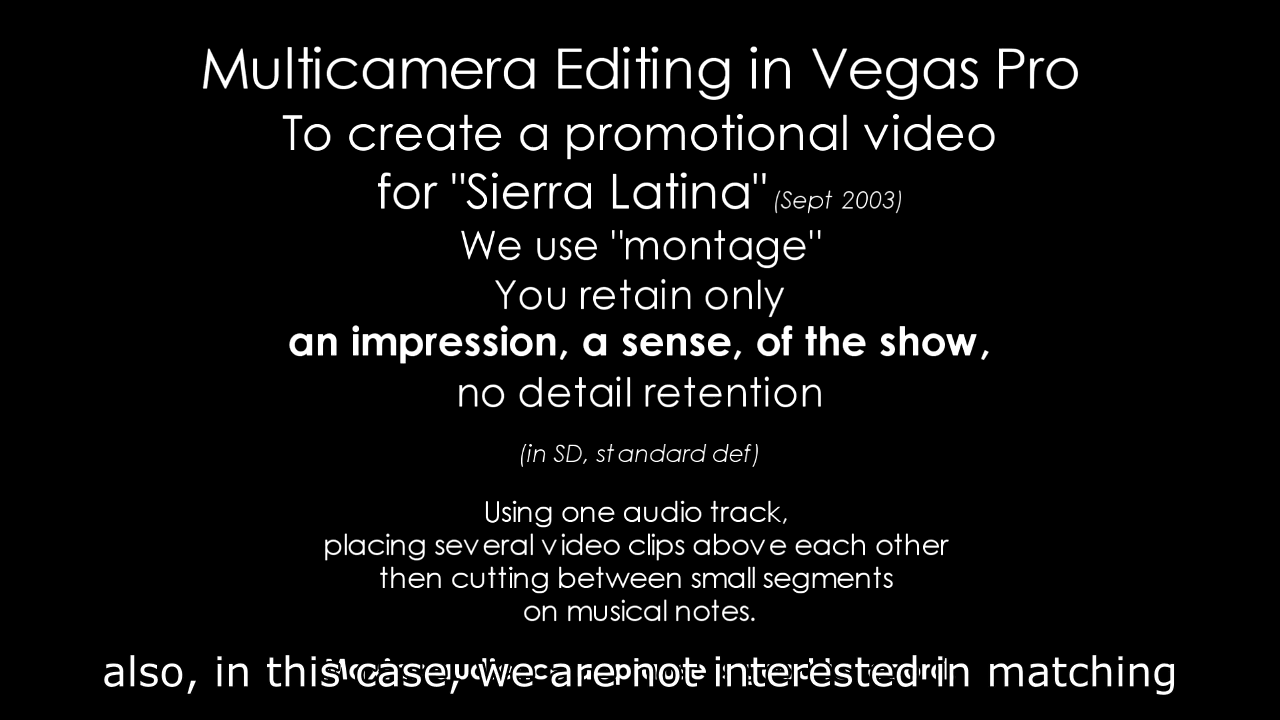 Multicamera Editing in Vegas Pro
To create a promotional video
for "Sierra Latina" (Sept 2003)
We use "montage"
You retain only
an impression, a sense, of the show,
no detail retention
(in SD, standard def)
Using one audio track,
placing several video clips above each other
then cutting between small segments
on musical notes.
also, in this case, we are not interested in matching